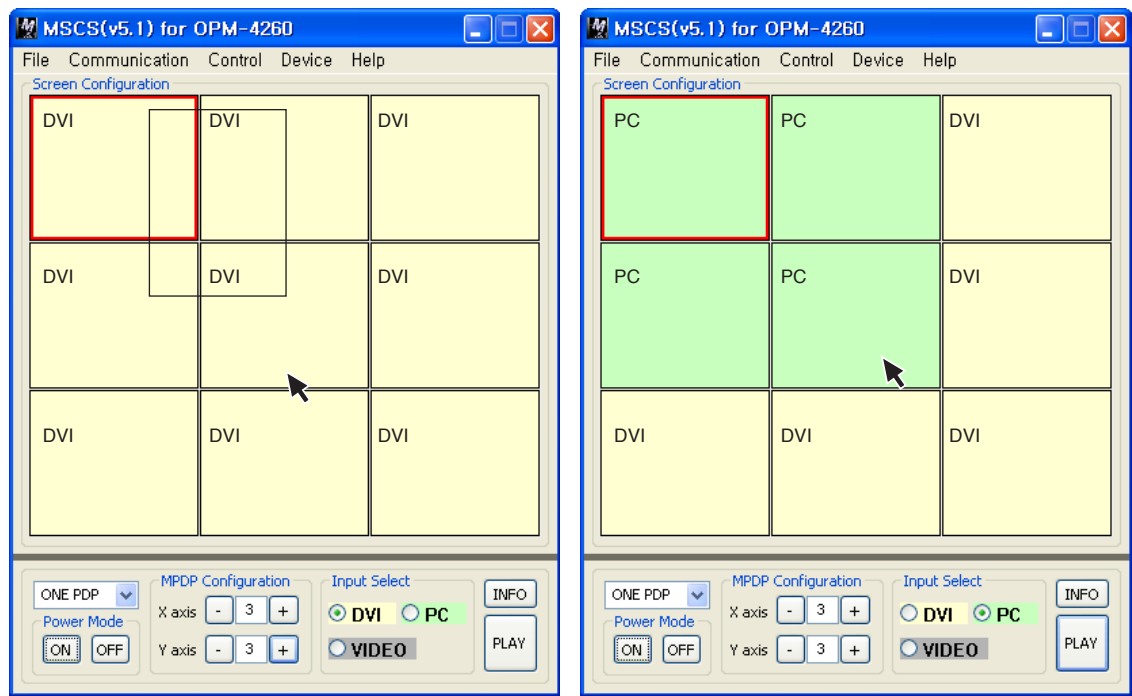 MSCS(v5.1) for OPM-4260
File Communication Control Device Help
Screen Configuration
DVI DVI DVI
DVI DVI DVI
DVI DVI DVI
ONE PDP
Power Mode
ON OFF
MPDP Configuration
X axis - 3 +
Y axis - 3 +
Input Select
DVI PC
VIDEO
INFO
PLAY
MSCS(v5.1) for OPM-4260
File Communication Control Device Help
Screen Configuration
PC PC DVI
PC PC DVI
DVI DVI DVI
ONE PDP
Power Mode
ON OFF
MPDP Configuration
X axis - 3 +
Y axis - 3 +
Input Select
DVI PC
VIDEO
INFO
PLAY